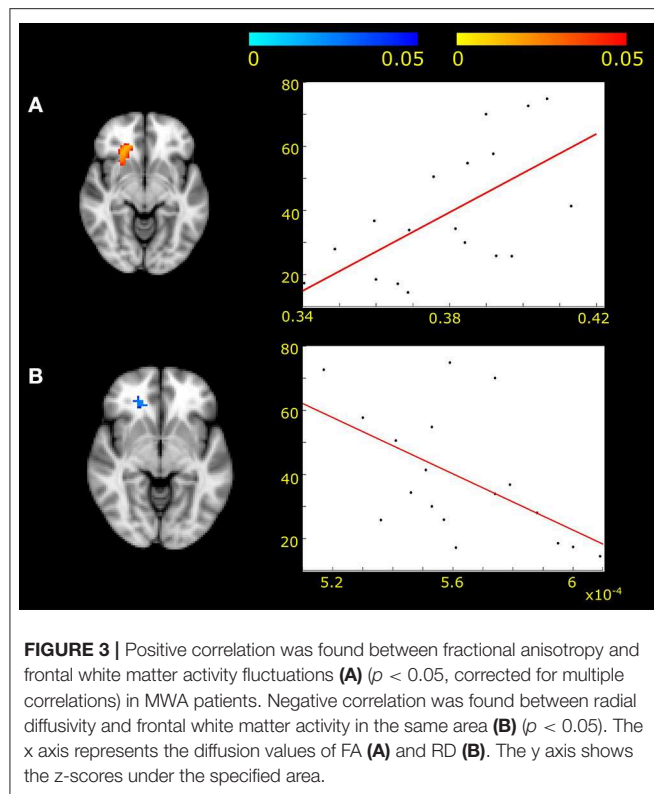 0 0.05 0 0.05
A
80
60
40
20
0.34 0.38 0.42
B
80
60
40
20
5.2 5.6 6
x10⁻⁴
FIGURE 3 | Positive correlation was found between fractional anisotropy and
frontal white matter activity fluctuations (A) (p < 0.05, corrected for multiple
correlations) in MWA patients. Negative correlation was found between radial
diffusivity and frontal white matter activity in the same area (B) (p < 0.05). The
x axis represents the diffusion values of FA (A) and RD (B). The y axis shows
the z-scores under the specified area.